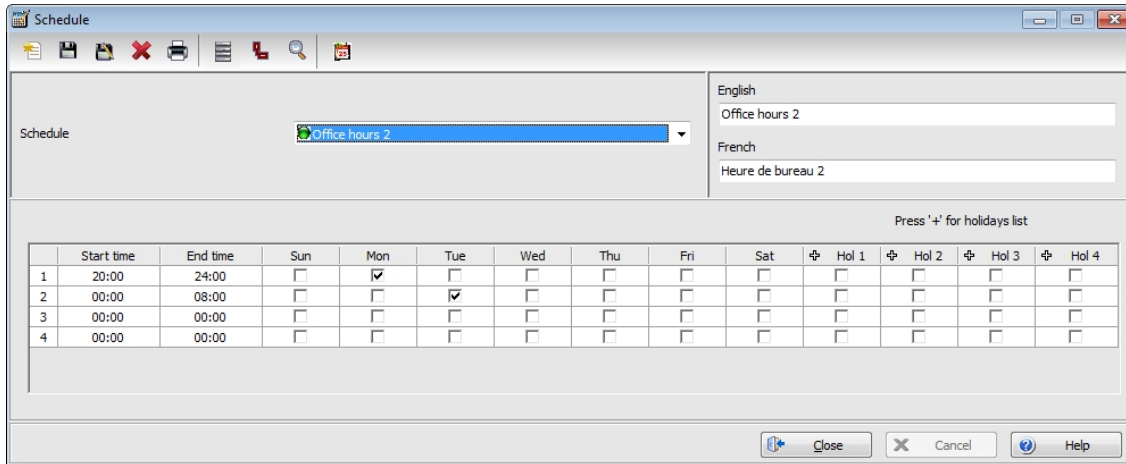 Schedule
25
English
Office hours 2
Schedule Office hours 2
French
Heure de bureau 2
Press '+' for holidays list
Start time End time Sun Mon Tue Wed Thu Fri Sat Hol 1 Hol 2 Hol 3 Hol 4
1 20:00 24:00
2 00:00 08:00
3 00:00 00:00
4 00:00 00:00
Close Cancel Help